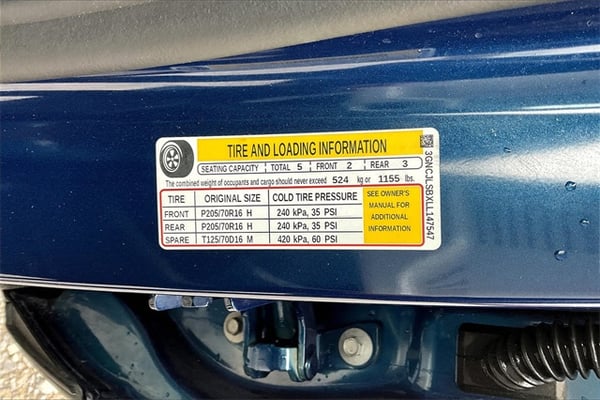 TIRE AND LOADING INFORMATION
SEATING CAPACITY TOTAL 5 FRONT 2 REAR 3
The combined weight of occupants and cargo should never exceed 524 kg or 1155 lbs.
TIRE ORIGINAL SIZE COLD TIRE PRESSURE
FRONT P205/70R16 H 240 kPa, 35 PSI
REAR P205/70R16 H 240 kPa, 35 PSI
SPARE T125/70D16 M 420 kPa, 60 PSI
SEE OWNER'S
MANUAL FOR
ADDITIONAL
INFORMATION
3GNCJLSBXLL147547